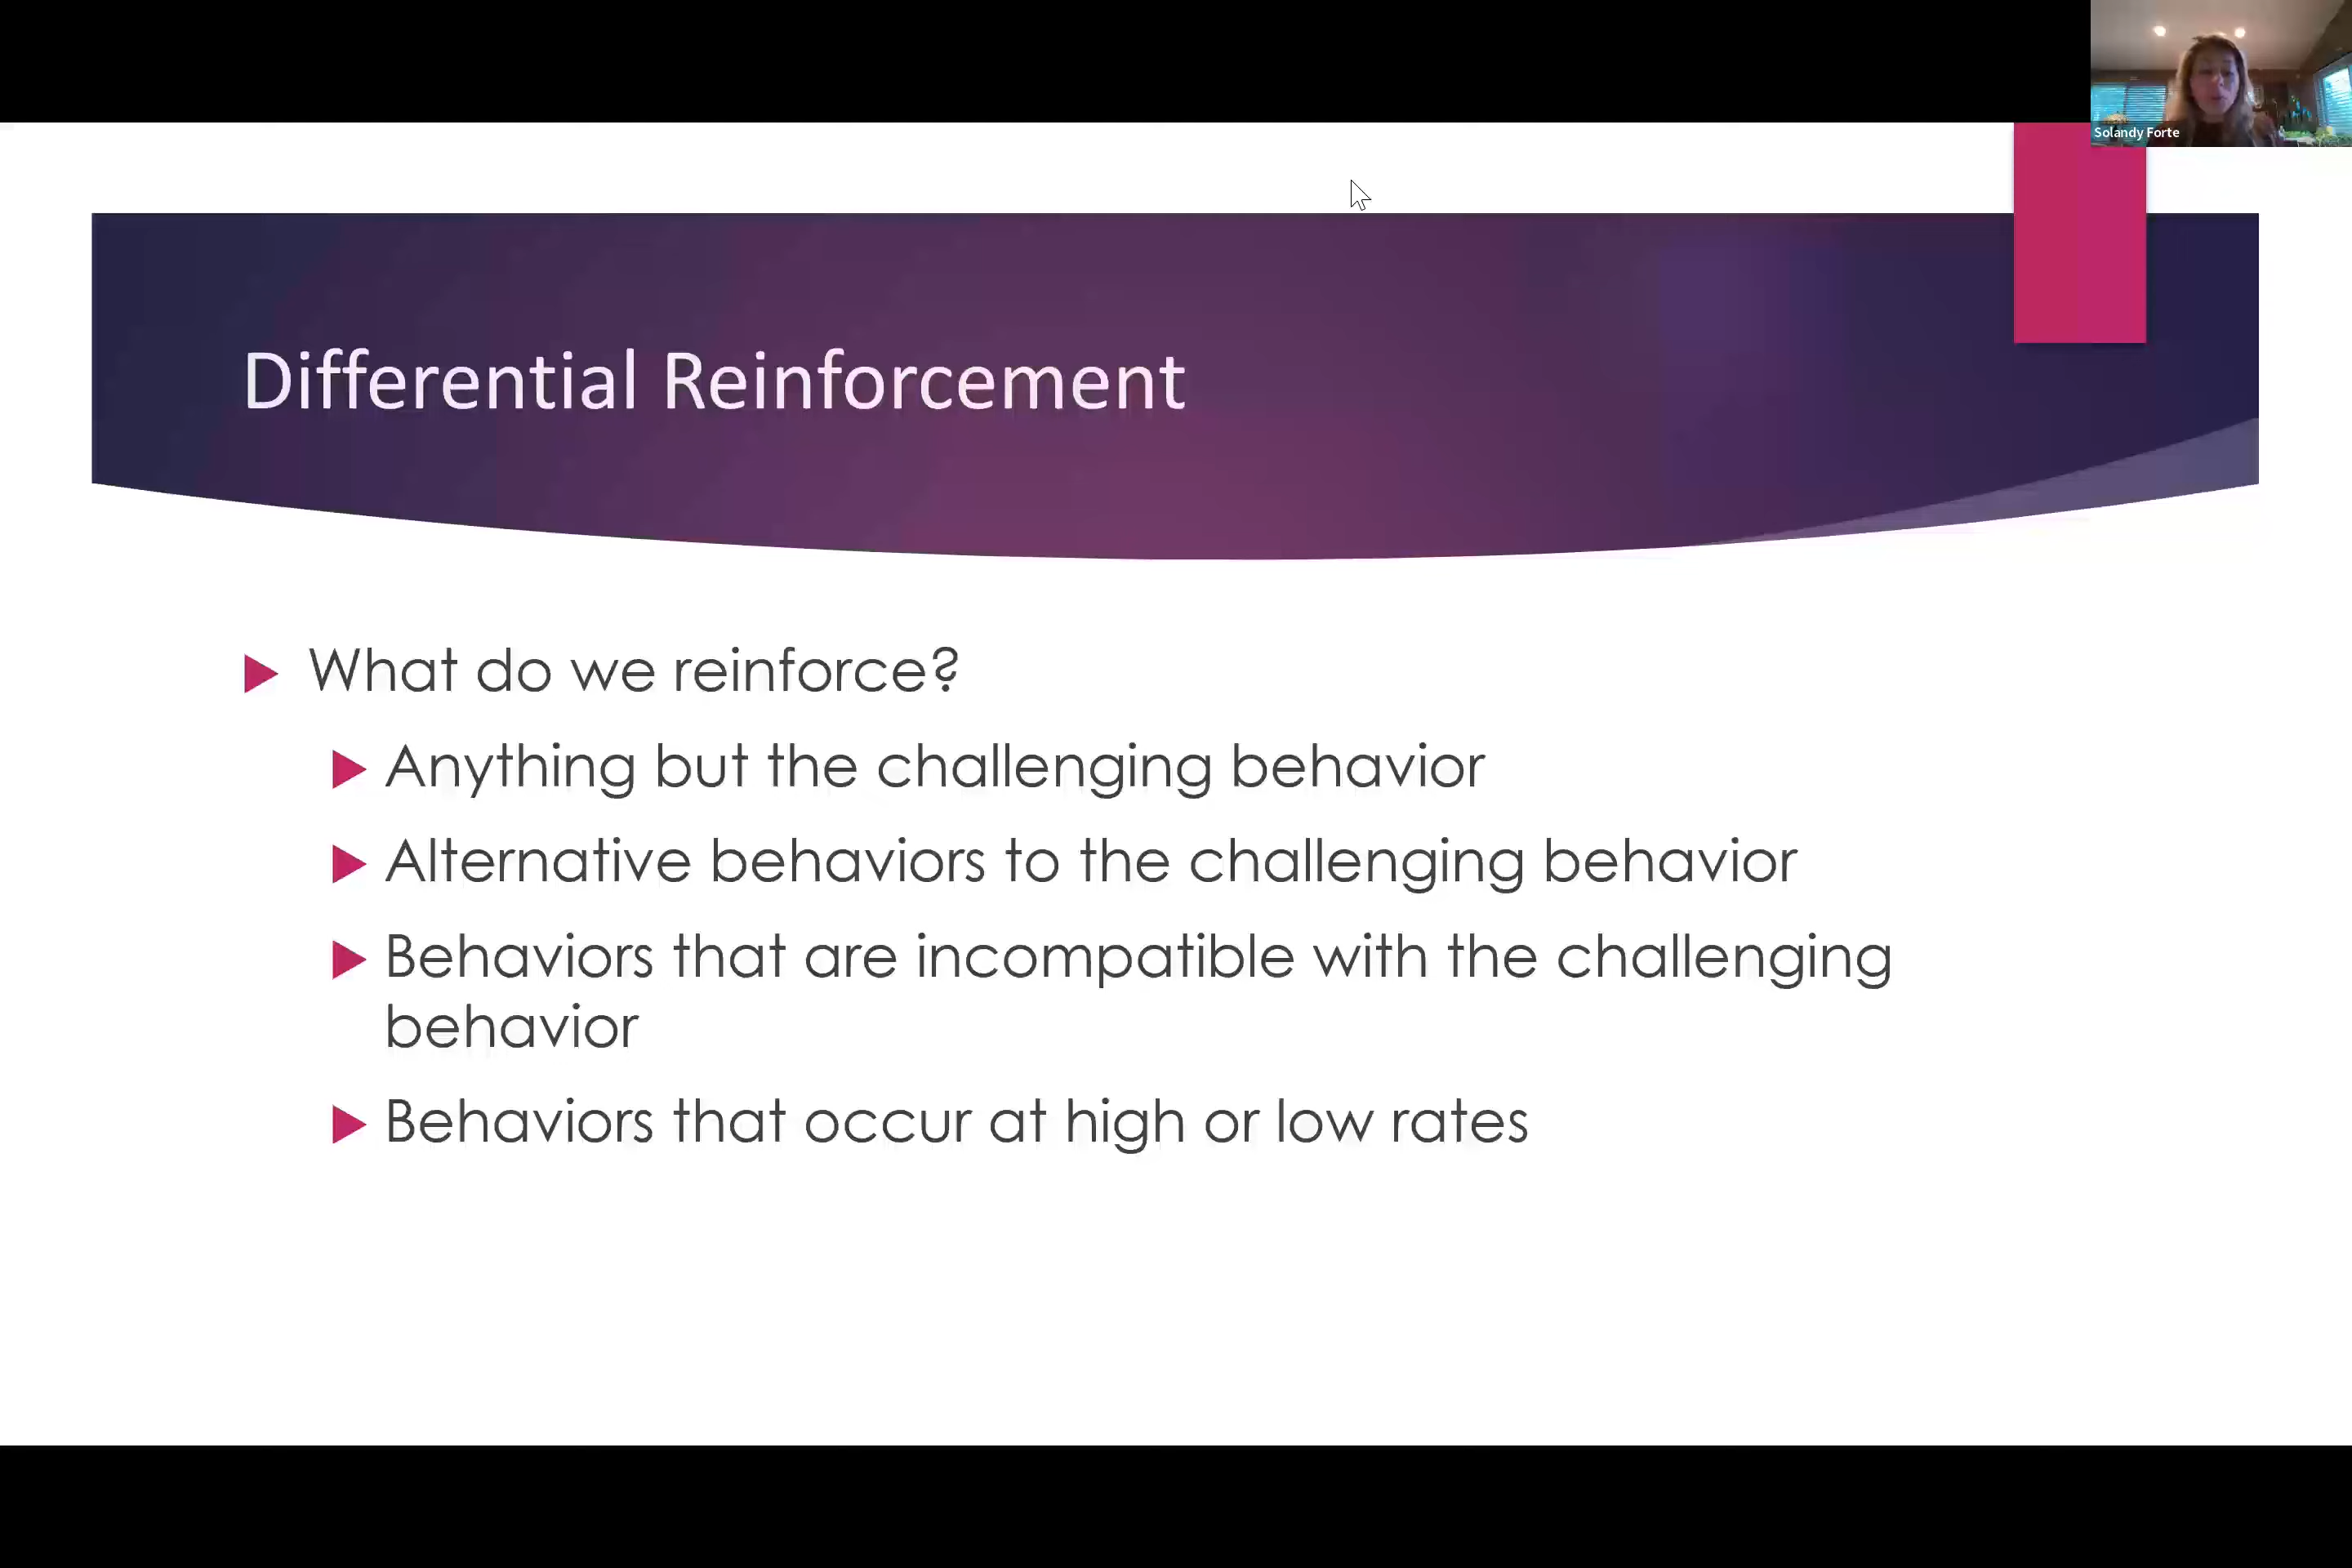 Solandy Forte
Differential Reinforcement
What do we reinforce?
Anything but the challenging behavior
Alternative behaviors to the challenging behavior
Behaviors that are incompatible with the challenging
behavior
Behaviors that occur at high or low rates